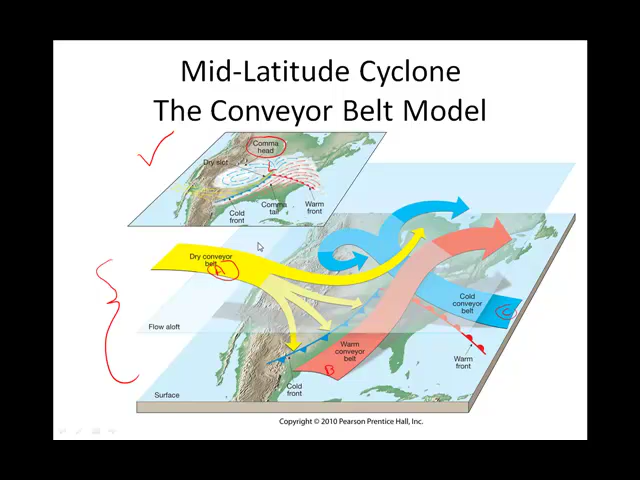 Mid-Latitude Cyclone
The Conveyor Belt Model
Comma
head
Dry slot
L
Comma
tail
Warm
front
Cold
front
Dry conveyor
belt
A
Flow aloft
Cold
conveyor
belt
C
Warm
conveyor
belt
B
Warm
front
Cold
front
Surface
Copyright © 2010 Pearson Prentice Hall, Inc.